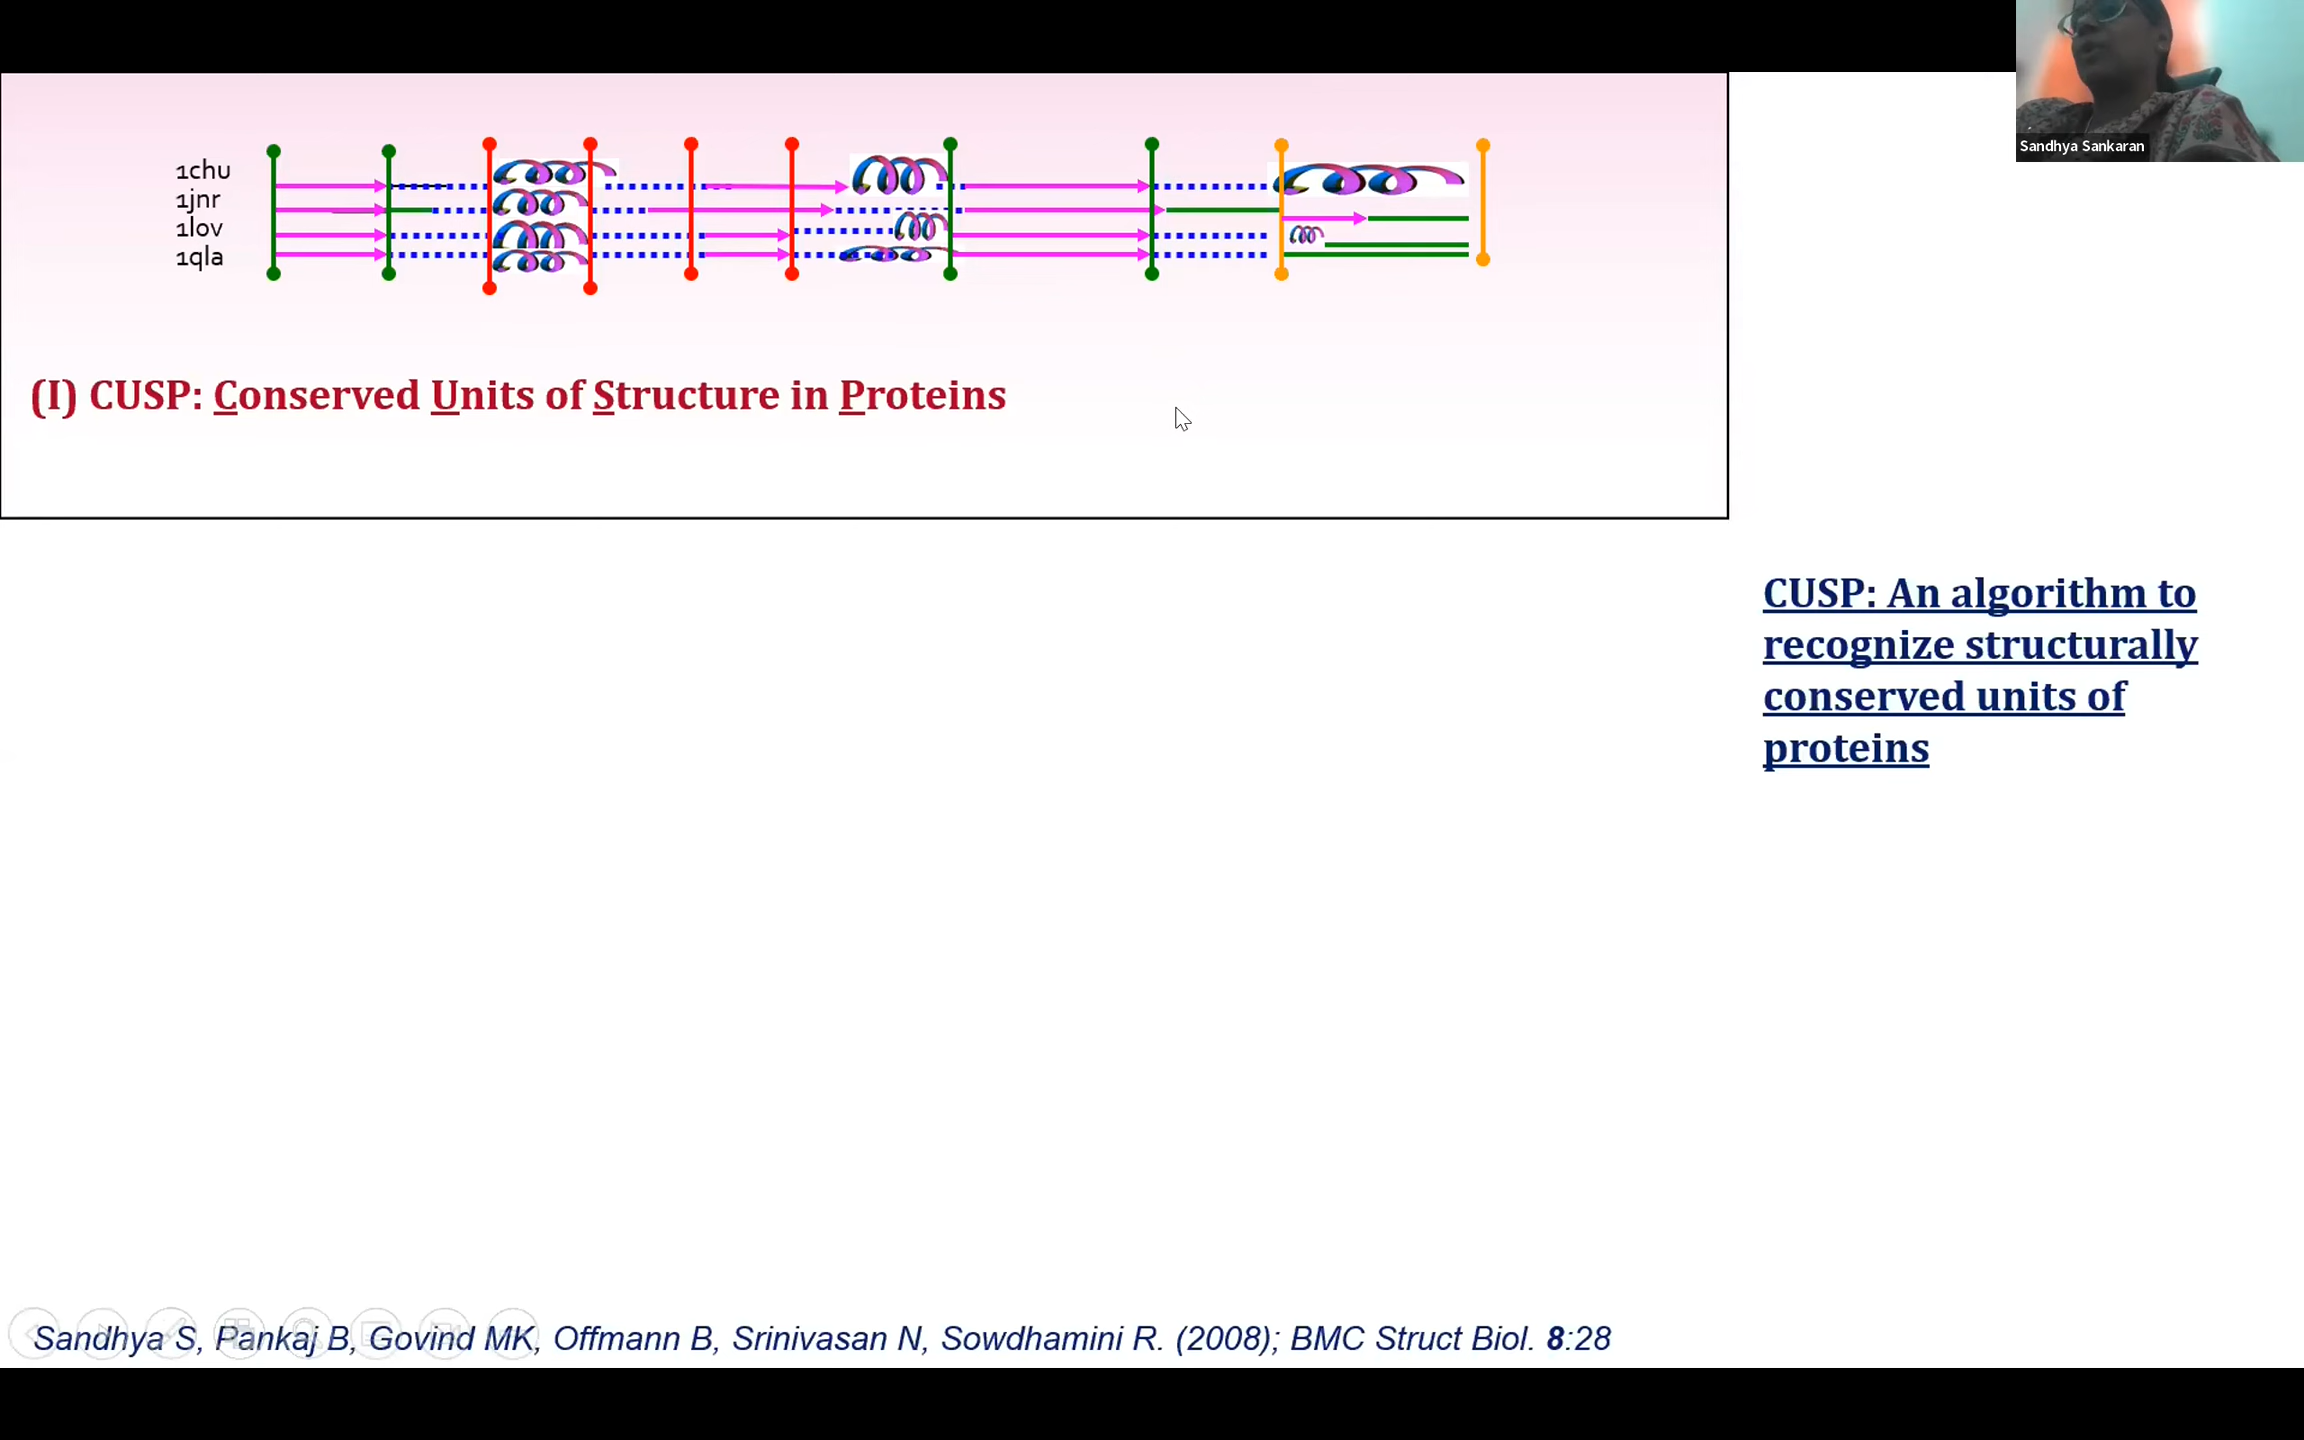 Sandhya Sankaran
1chu
1jnr
1lov
1qla
(I) CUSP: Conserved Units of Structure in Proteins
CUSP: An algorithm to
recognize structurally
conserved units of
proteins
Sandhya S, Pankaj B, Govind MK, Offmann B, Srinivasan N, Sowdhamini R. (2008); BMC Struct Biol. 8:28